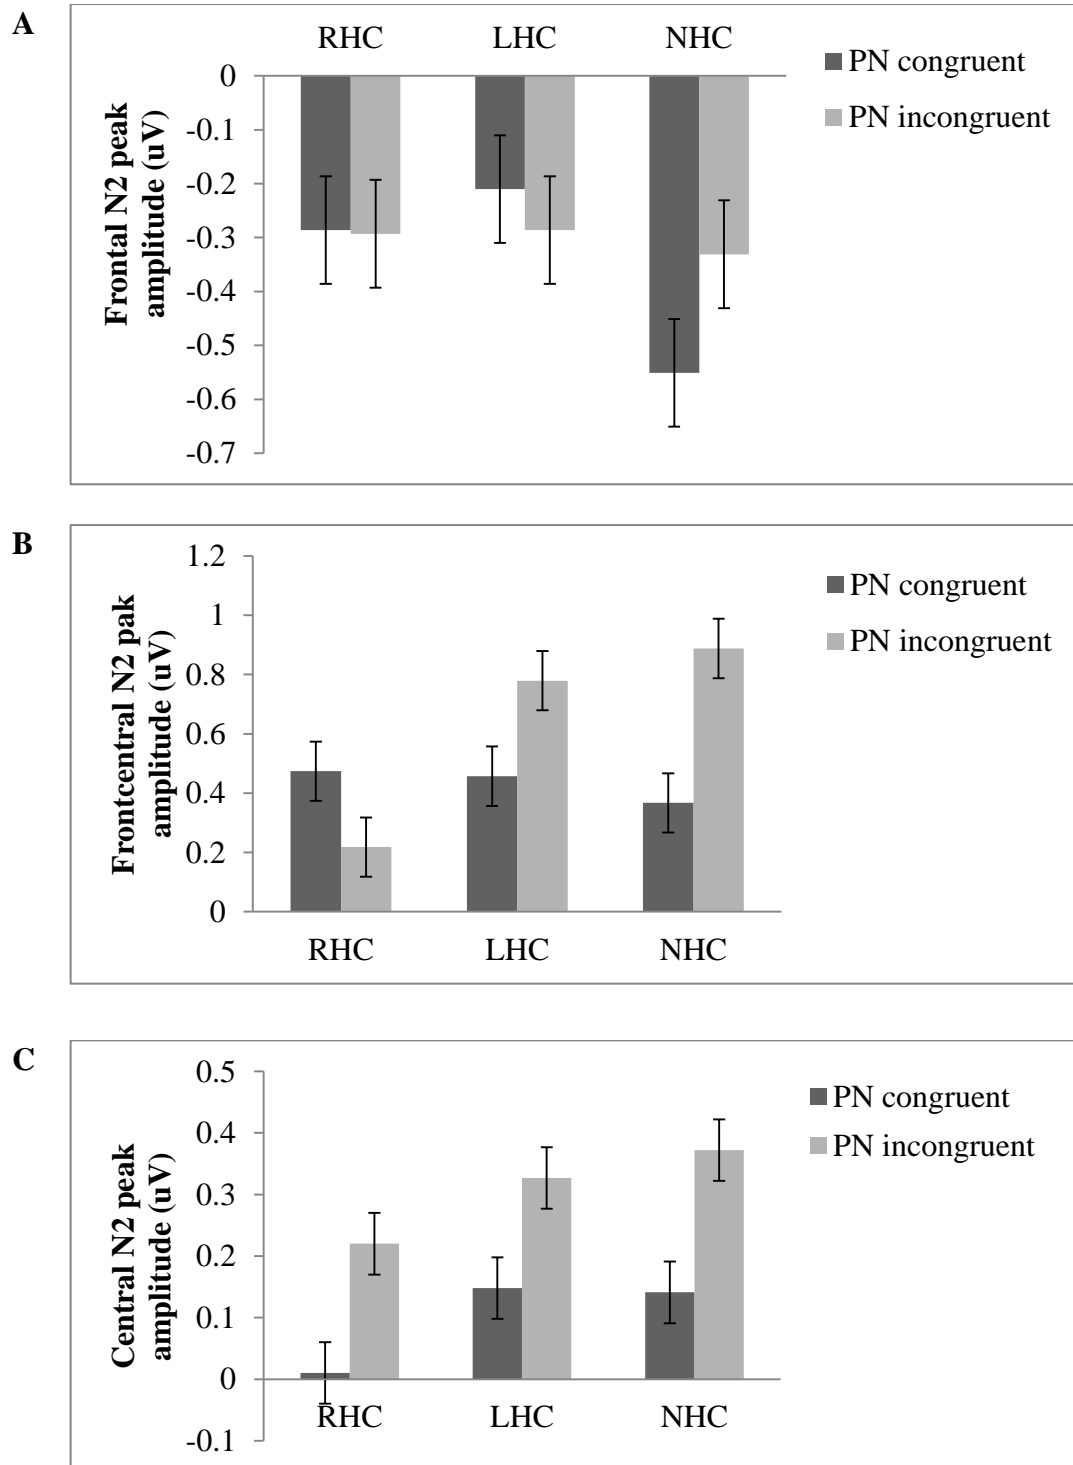 A
RHC LHC NHC
PN congruent
PN incongruent
Frontal N2 peak
amplitude (uV)
0
-0.1
-0.2
-0.3
-0.4
-0.5
-0.6
-0.7
B
Frontcentral N2 pak
amplitude (uV)
1.2
1
0.8
0.6
0.4
0.2
0
PN congruent
PN incongruent
RHC LHC NHC
C
Central N2 peak
amplitude (uV)
0.5
0.4
0.3
0.2
0.1
0
-0.1
PN congruent
PN incongruent
RHC LHC NHC